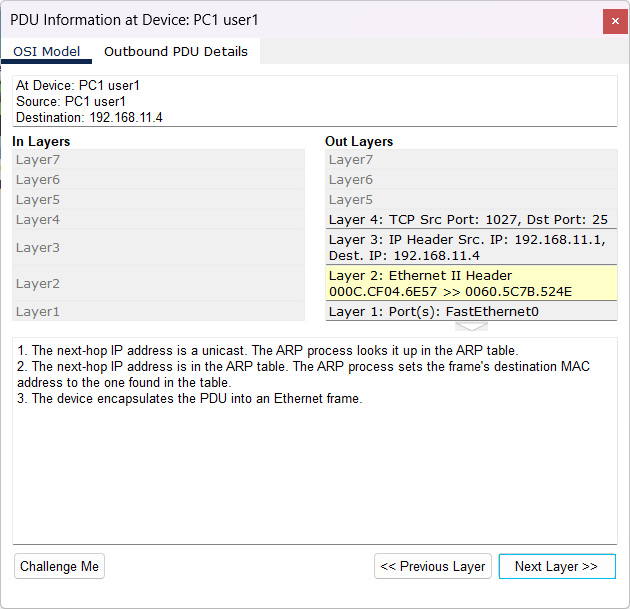 PDU Information at Device: PC1 user1
OSI Model
Outbound PDU Details
At Device: PC1 user1
Source: PC1 user1
Destination: 192.168.11.4
In Layers
Layer7
Layer6
Layer5
Layer4
Layer3
Layer2
Layer1
Out Layers
Layer7
Layer6
Layer5
Layer 4: TCP Src Port: 1027, Dst Port: 25
Layer 3: IP Header Src. IP: 192.168.11.1,
Dest. IP: 192.168.11.4
Layer 2: Ethernet II Header
000C.CF04.6E57 >> 0060.5C7B.524E
Layer 1: Port(s): FastEthernet0
1. The next-hop IP address is a unicast. The ARP process looks it up in the ARP table.
2. The next-hop IP address is in the ARP table. The ARP process sets the frame's destination MAC
address to the one found in the table.
3. The device encapsulates the PDU into an Ethernet frame.
Challenge Me
<< Previous Layer
Next Layer >>